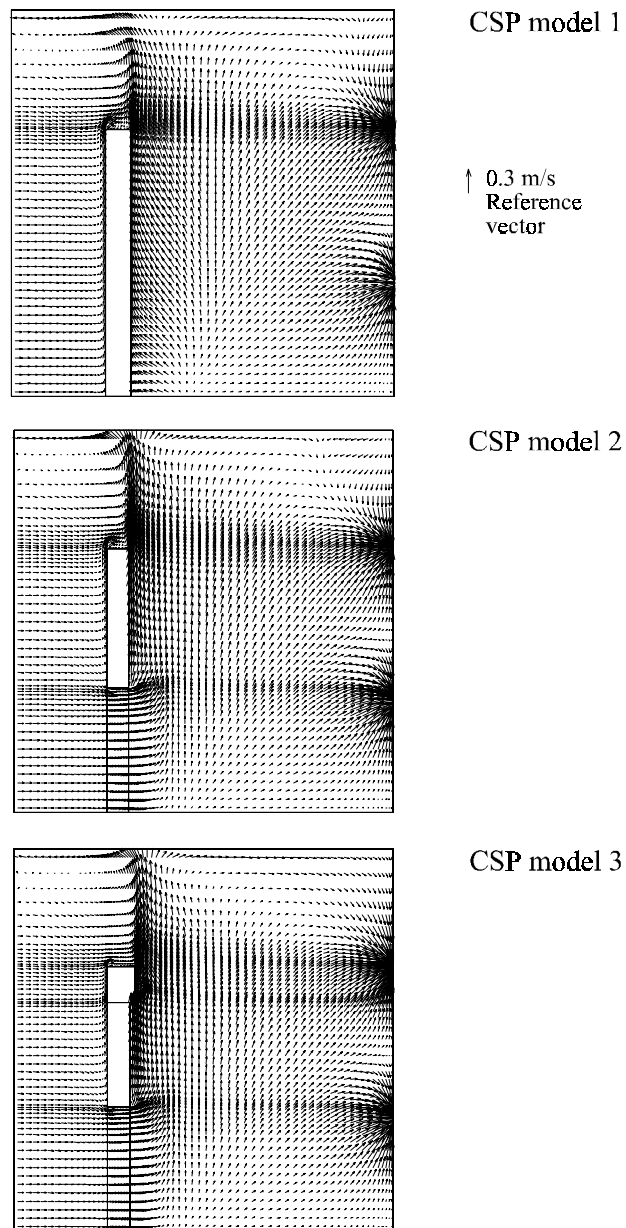 CSP model 1
0.3 m/s
Reference
vector
CSP model 2
CSP model 3